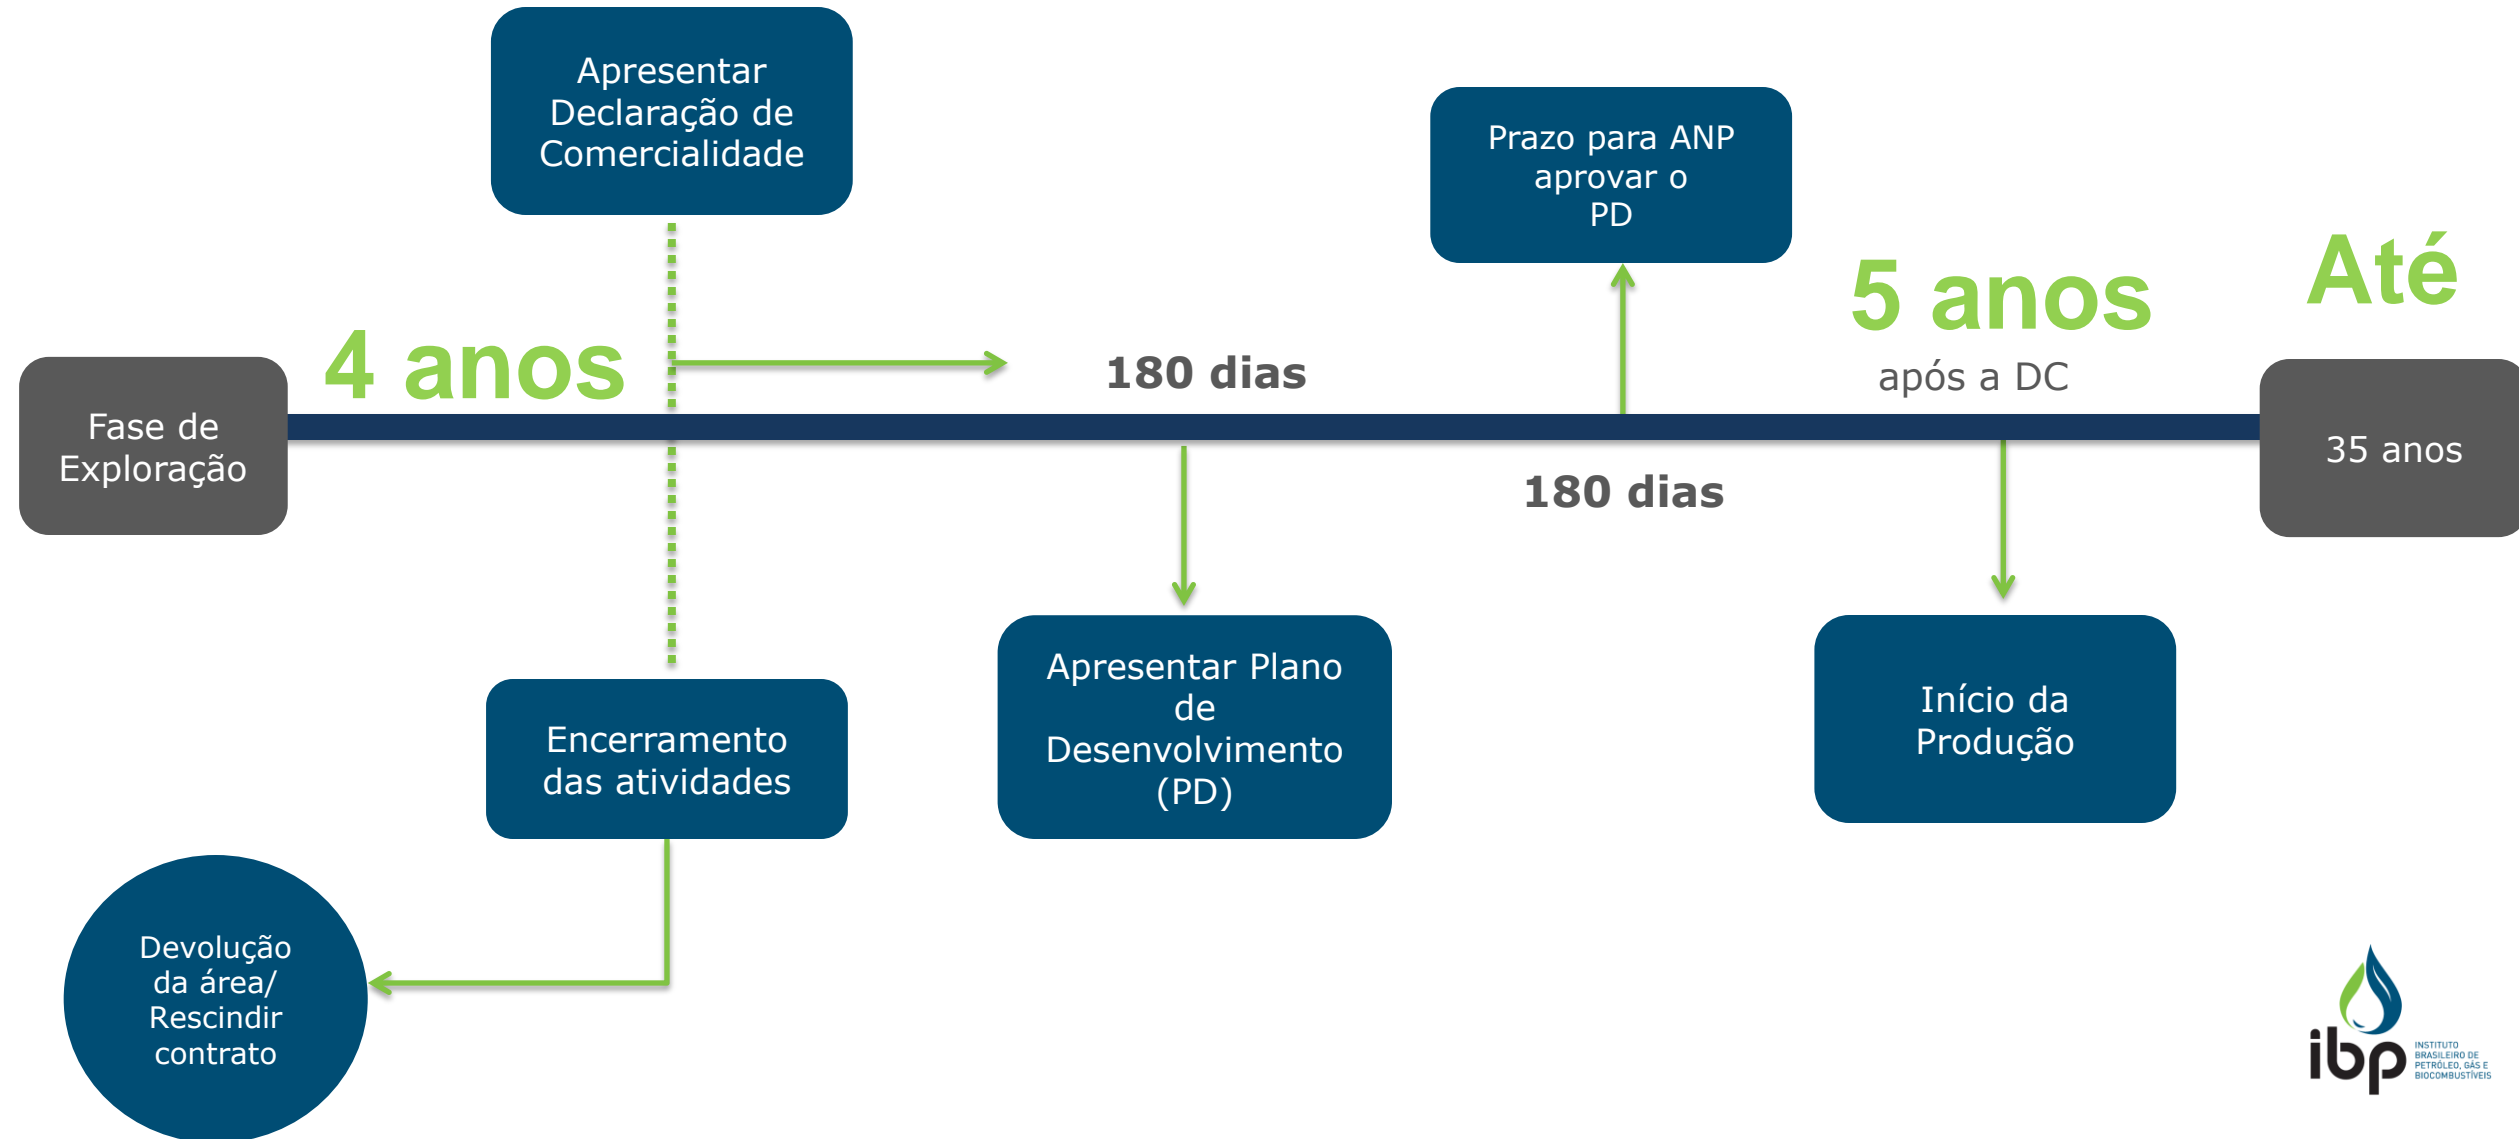 Apresentar
Declaração de
Comercialidade
Prazo para ANP
aprovar o
PD
4 anos
180 dias
5 anos
após a DC
Até
Fase de
Exploração
35 anos
180 dias
Encerramento
das atividades
Apresentar Plano
de
Desenvolvimento
(PD)
Início da
Produção
Devolução
da área/
Rescindir
contrato
ibp
INSTITUTO
BRASILEIRO DE
PETRÓLEO, GÁS E
BIOCOMBUSTÍVEIS